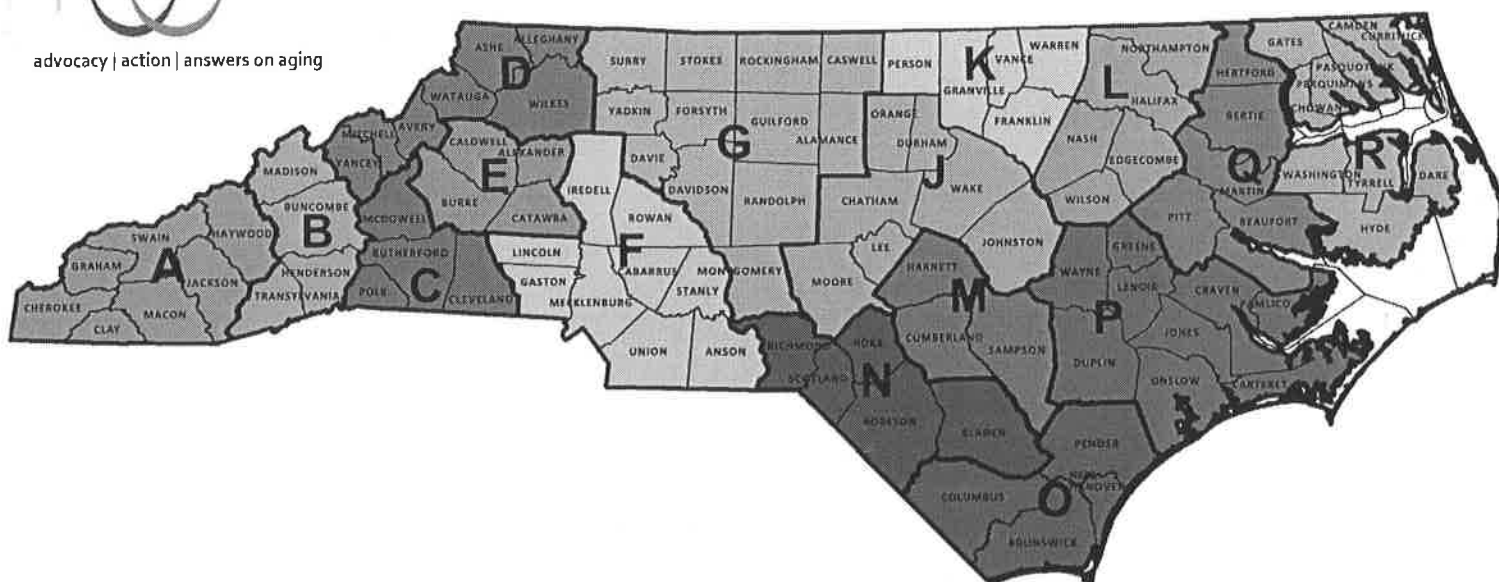 advocacy | action | answers on aging
ASHE
ALLEGHANY
D
WATAUGA
WILKES
SURRY
STOKES
ROCKINGHAM
CASWELL
PERSON
K
GRANVILLE
VANCE
WARREN
FRANKLIN
NORTHAMPTON
L
HALIFAX
HERTFORD
GATES
CAMDEN
CURRITUCK
PASQUOTANK
PERQUIMANS
CHOWAN
BERTIE
MITCHELL
AVERY
YANCEY
CALDWELL
ALEXANDER
E
BURKE
CATAWBA
YADKIN
FORSYTH
GUILFORD
G
ALAMANCE
DAVIE
DAVIDSON
RANDOLPH
ORANGE
DURHAM
J
WAKE
CHATHAM
NASH
EDGECOMBE
WILSON
Q
MARTIN
WASHINGTON
R
TYRRELL
DARE
HYDE
MADISON
BUNCOMBE
B
HAYWOOD
SWAIN
GRAHAM
A
JACKSON
CHEROKEE
CLAY
MACON
HENDERSON
TRANSYLVANIA
MCDOWELL
RUTHERFORD
POLK
C
CLEVELAND
IREDELL
ROWAN
F
LINCOLN
GASTON
CABARRUS
MECKLENBURG
STANLY
MONTGOMERY
UNION
ANSON
MOORE
LEE
JOHNSTON
HARNETT
M
CUMBERLAND
SAMPSON
PITT
BEAUFORT
GREENE
WAYNE
LENOIR
CRAVEN
PAMLICO
P
JONES
DUPLIN
ONSLOW
CARTERET
RICHMOND
SCOTLAND
HOKE
N
ROBESON
BLADEN
PENDER
NEW HANOVER
COLUMBUS
O
BRUNSWICK